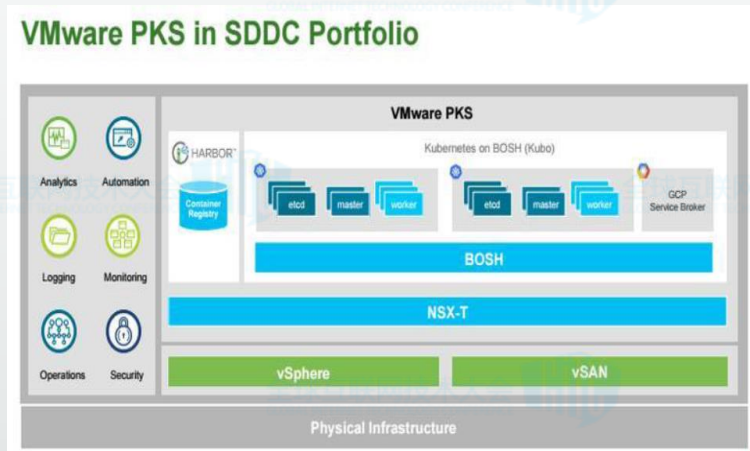 VMware PKS in SDDC Portfolio
Analytics
Automation
Logging
Monitoring
Operations
Security
VMware PKS
HARBOR™
Container
Registry
Kubernetes on BOSH (Kubo)
etcd
master
worker
etcd
master
worker
GCP
Service Broker
BOSH
NSX-T
vSphere
vSAN
Physical Infrastructure